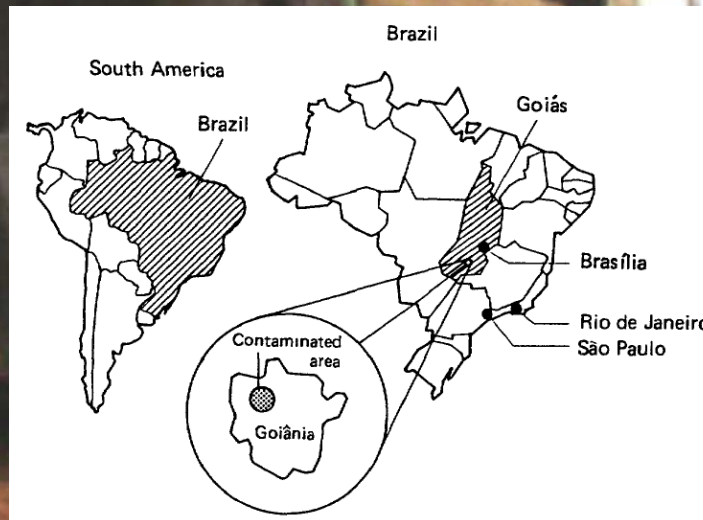 South America
Brazil
Brazil
Goiás
Brasília
Rio de Janeiro
São Paulo
Contaminated
area
Goiânia